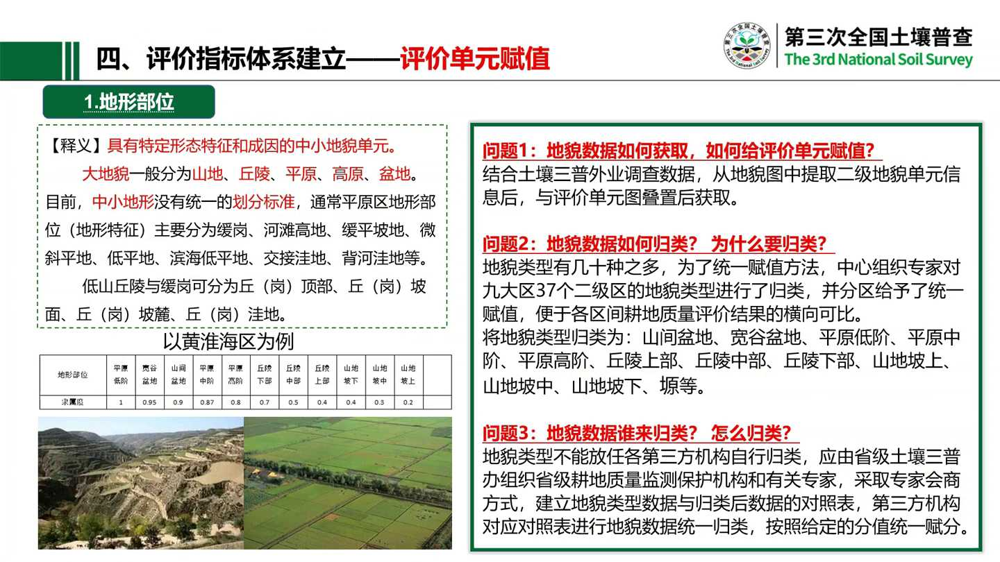 四、评价指标体系建立——评价单元赋值
第三次全国土壤普查
The 3rd National Soil Survey
1.地形部位
【释义】具有特定形态特征和成因的中小地貌单元。
大地貌一般分为山地、丘陵、平原、高原、盆地。
目前，中小地形没有统一的划分标准，通常平原区地形部
位（地形特征）主要分为缓岗、河滩高地、缓平坡地、微
斜平地、低平地、滨海低平地、交接洼地、背河洼地等。
低山丘陵与缓岗可分为丘（岗）顶部、丘（岗）坡
面、丘（岗）坡麓、丘（岗）洼地。
以黄淮海区为例
地形部位 平原低阶 宽谷盆地 山间盆地 平原中阶 平原高阶 丘陵下部 丘陵中部 丘陵上部 山地坡下 山地坡中 山地坡上
隶属度 1 0.95 0.9 0.87 0.8 0.7 0.5 0.4 0.4 0.3 0.2
问题1：地貌数据如何获取，如何给评价单元赋值？
结合土壤三普外业调查数据，从地貌图中提取二级地貌单元信
息后，与评价单元图叠置后获取。
问题2：地貌数据如何归类？ 为什么要归类？
地貌类型有几十种之多，为了统一赋值方法，中心组织专家对
九大区37个二级区的地貌类型进行了归类，并分区给予了统一
赋值，便于各区间耕地质量评价结果的横向可比。
将地貌类型归类为：山间盆地、宽谷盆地、平原低阶、平原中
阶、平原高阶、丘陵上部、丘陵中部、丘陵下部、山地坡上、
山地坡中、山地坡下、塬等。
问题3：地貌数据谁来归类？ 怎么归类？
地貌类型不能放任各第三方机构自行归类，应由省级土壤三普
办组织省级耕地质量监测保护机构和有关专家，采取专家会商
方式，建立地貌类型数据与归类后数据的对照表，第三方机构
对应对照表进行地貌数据统一归类，按照给定的分值统一赋分。
第三次全国土壤普查
The 3rd National Soil Survey